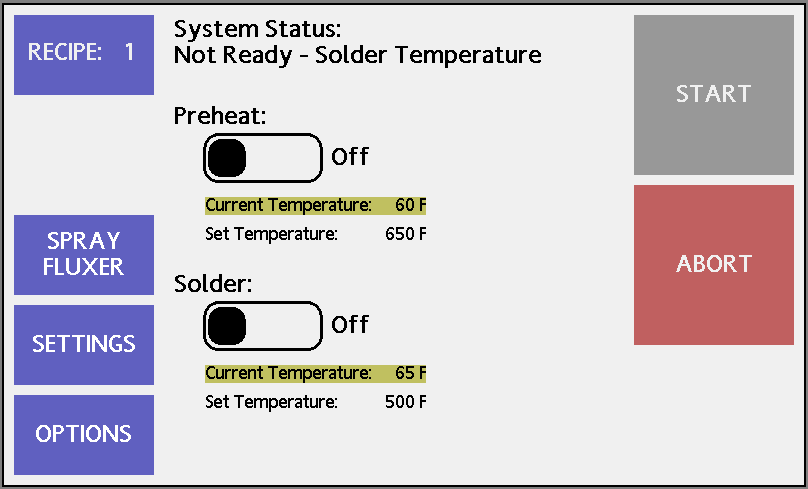 RECIPE: 1
System Status:
Not Ready - Solder Temperature
START
Preheat:
Off
Current Temperature: 60 F
Set Temperature: 650 F
SPRAY
FLUXER
ABORT
Solder:
Off
SETTINGS
Current Temperature: 65 F
Set Temperature: 500 F
OPTIONS